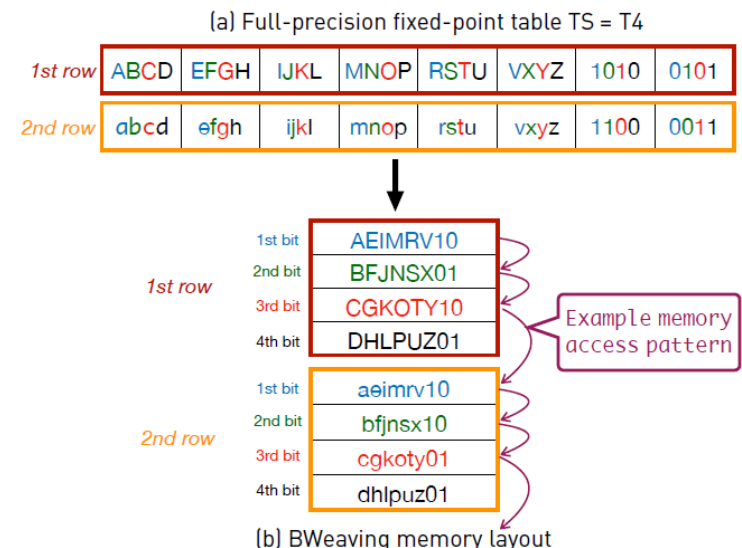 (a) Full-precision fixed-point table TS = T4
1st row ABCD EFGH IJKL MNOP RSTU VXYZ 1010 0101
2nd row abcd efgh ijkl mnop rstu vxyz 1100 0011
1st bit AEIMRV10
2nd bit BFJNSX01
1st row
3rd bit CGKOTY10
4th bit DHLPUZ01
Example memory
access pattern
1st bit aeimrv10
2nd bit bfjnsx10
2nd row
3rd bit cgkoty01
4th bit dhlpuz01
(b) BWeaving memory layout